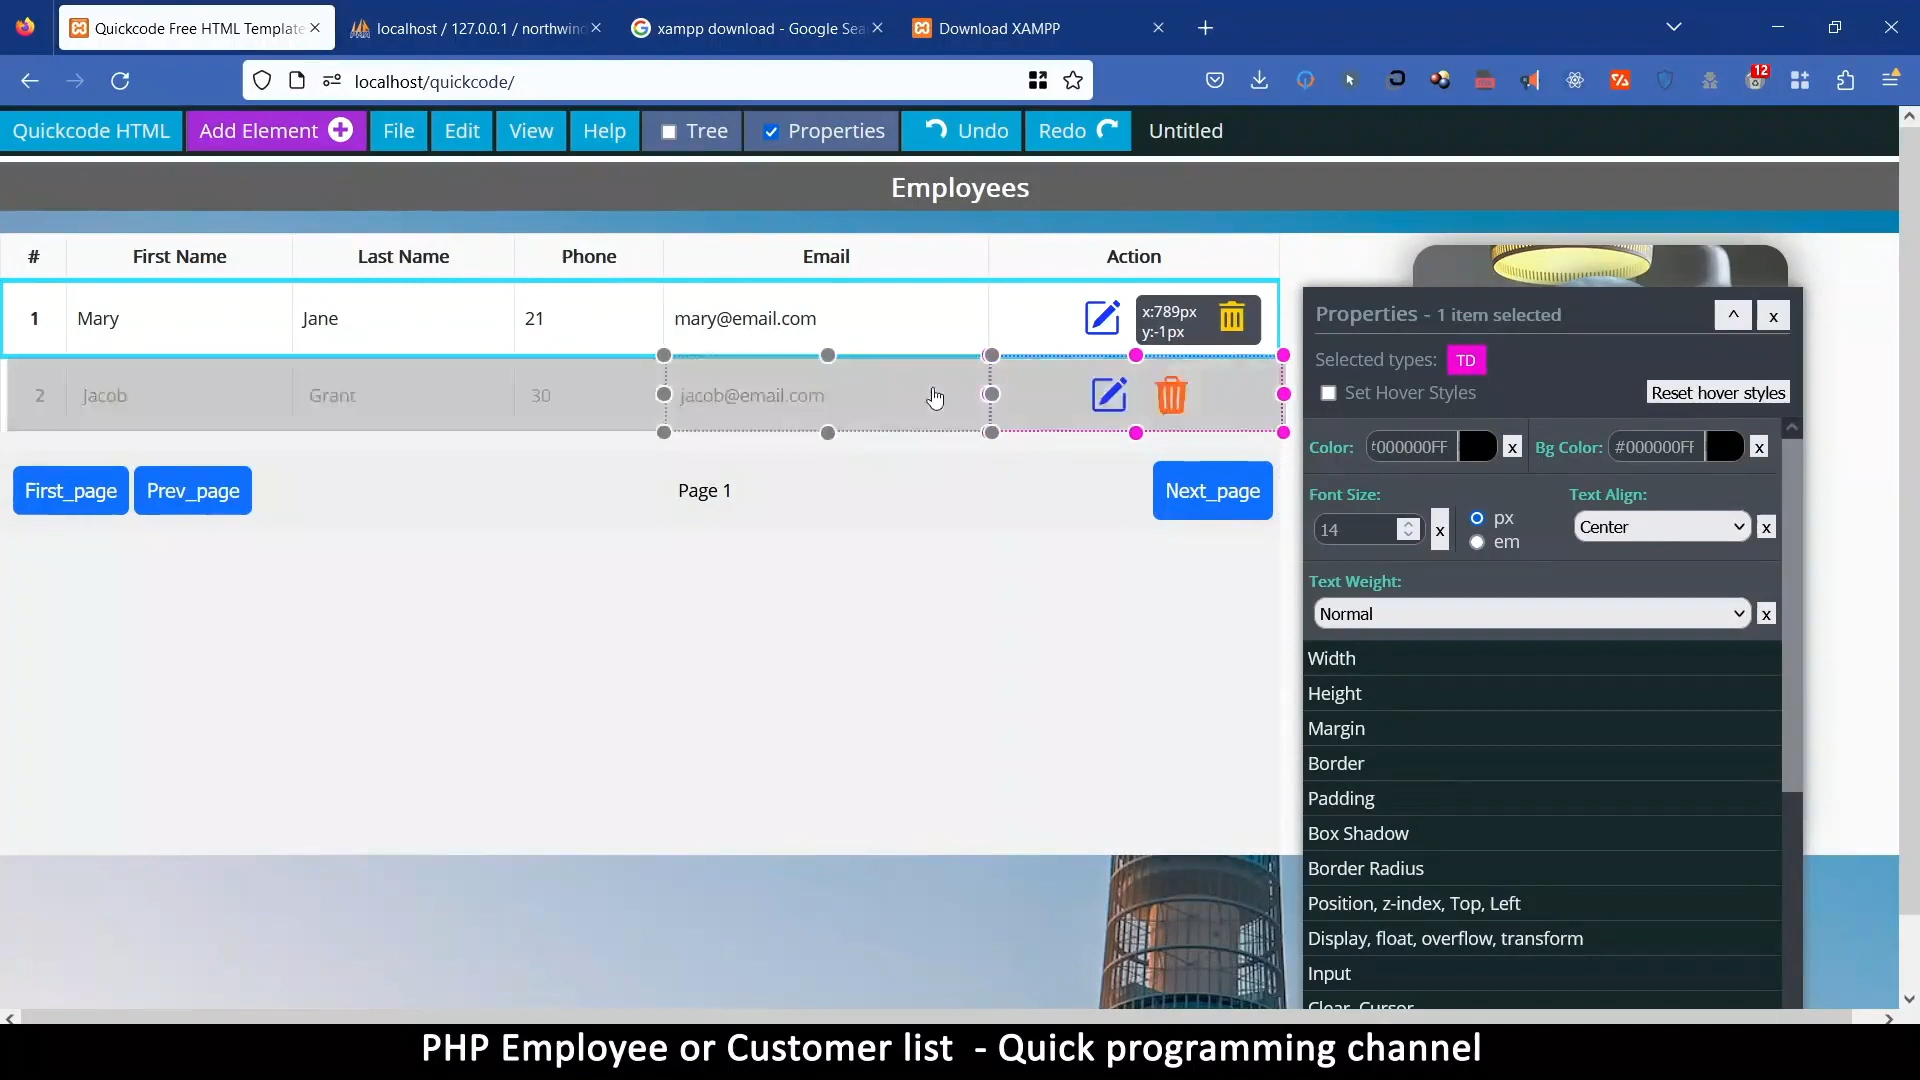 Quickcode Free HTML Template
localhost / 127.0.0.1 / northwind
xampp download - Google Sea
Download XAMPP
localhost/quickcode/
12
Quickcode HTML
Add Element
File
Edit
View
Help
Tree
Properties
Undo
Redo
Untitled
Employees
# First Name Last Name Phone Email Action
1 Mary Jane 21 mary@email.com
x:789px
y:-1px
2 Jacob Grant 30 jacob@email.com
First_page
Prev_page
Page 1
Next_page
Properties - 1 item selected
^
x
Selected types: TD
Set Hover Styles
Reset hover styles
Color: #000000FF x Bg Color: #000000FF x
Font Size:
14 x
px
em
Text Align:
Center x
Text Weight:
Normal x
Width
Height
Margin
Border
Padding
Box Shadow
Border Radius
Position, z-index, Top, Left
Display, float, overflow, transform
Input
Clear, Cursor
PHP Employee or Customer list - Quick programming channel